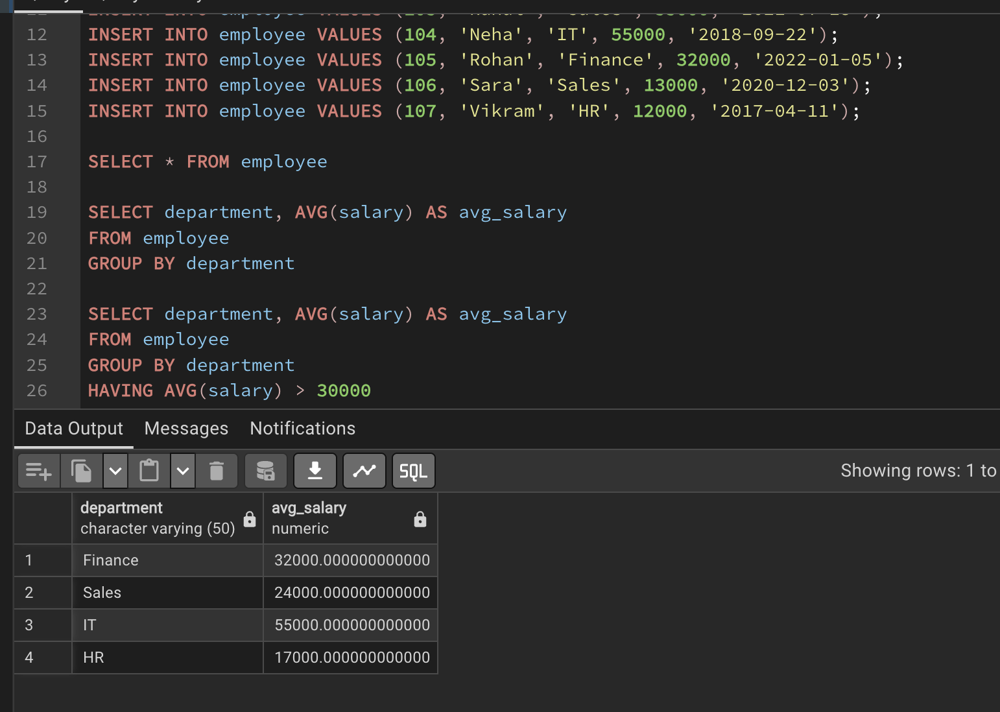 INSERT INTO employee
12 INSERT INTO employee VALUES (104, 'Neha', 'IT', 55000, '2018-09-22');
13 INSERT INTO employee VALUES (105, 'Rohan', 'Finance', 32000, '2022-01-05');
14 INSERT INTO employee VALUES (106, 'Sara', 'Sales', 13000, '2020-12-03');
15 INSERT INTO employee VALUES (107, 'Vikram', 'HR', 12000, '2017-04-11');
16
17 SELECT * FROM employee
18
19 SELECT department, AVG(salary) AS avg_salary
20 FROM employee
21 GROUP BY department
22
23 SELECT department, AVG(salary) AS avg_salary
24 FROM employee
25 GROUP BY department
26 HAVING AVG(salary) > 30000
Data Output Messages Notifications
SQL Showing rows: 1 to
department avg_salary
character varying (50) numeric
1 Finance 32000.000000000000
2 Sales 24000.000000000000
3 IT 55000.000000000000
4 HR 17000.000000000000